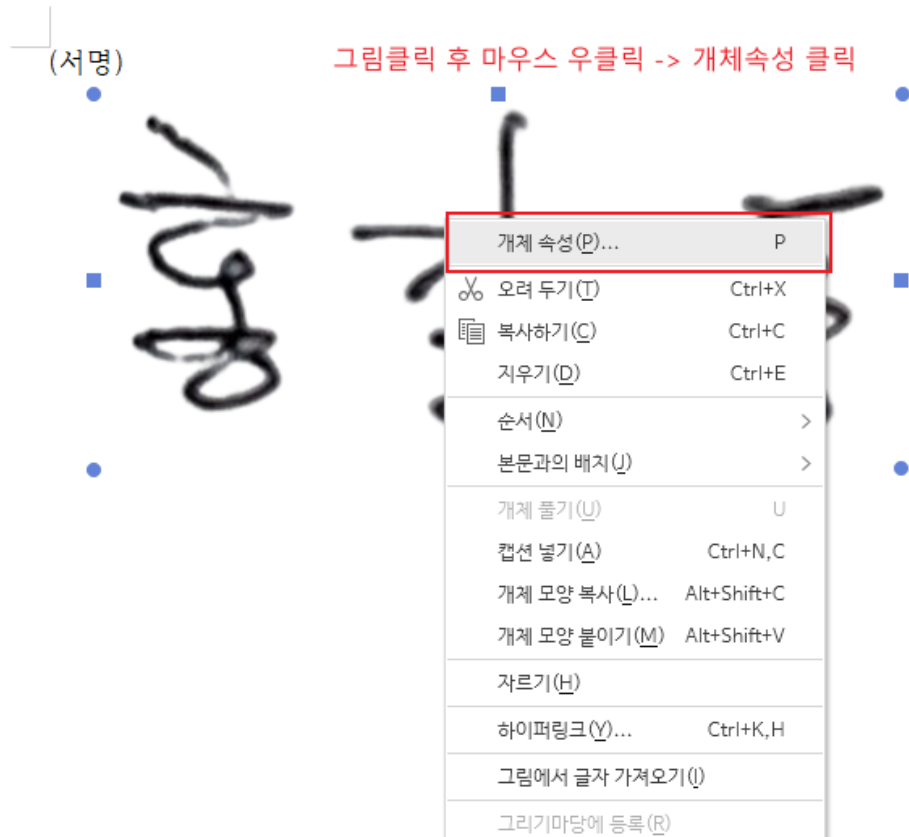 (서명)
그림클릭 후 마우스 우클릭 -> 개체속성 클릭
홍
개체 속성(P)... P
오려 두기(T) Ctrl+X
복사하기(C) Ctrl+C
지우기(D) Ctrl+E
순서(N)
본문과의 배치(J)
개체 풀기(U) U
캡션 넣기(A) Ctrl+N,C
개체 모양 복사(L)... Alt+Shift+C
개체 모양 붙이기(M) Alt+Shift+V
자르기(H)
하이퍼링크(Y)... Ctrl+K,H
그림에서 글자 가져오기(I)
그리기마당에 등록(R)